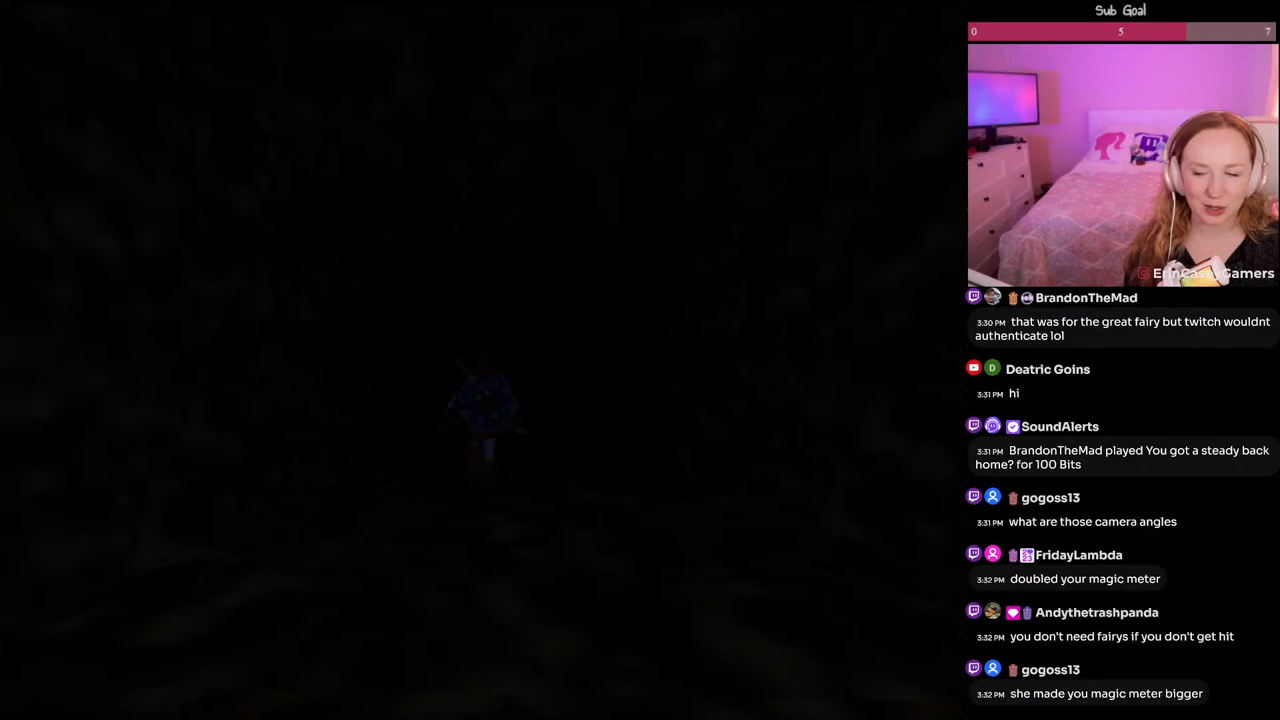 Sub Goal
0 5 7
ErinCaseyGamers
BrandonTheMad
3:30 PM that was for the great fairy but twitch wouldnt
authenticate lol
D Deatric Goins
3:31 PM hi
SoundAlerts
3:31 PM BrandonTheMad played You got a steady back
home? for 100 Bits
gogoss13
3:31 PM what are those camera angles
FridayLambda
3:32 PM doubled your magic meter
Andythetrashpanda
3:32 PM you don't need fairys if you don't get hit
gogoss13
3:32 PM she made you magic meter bigger